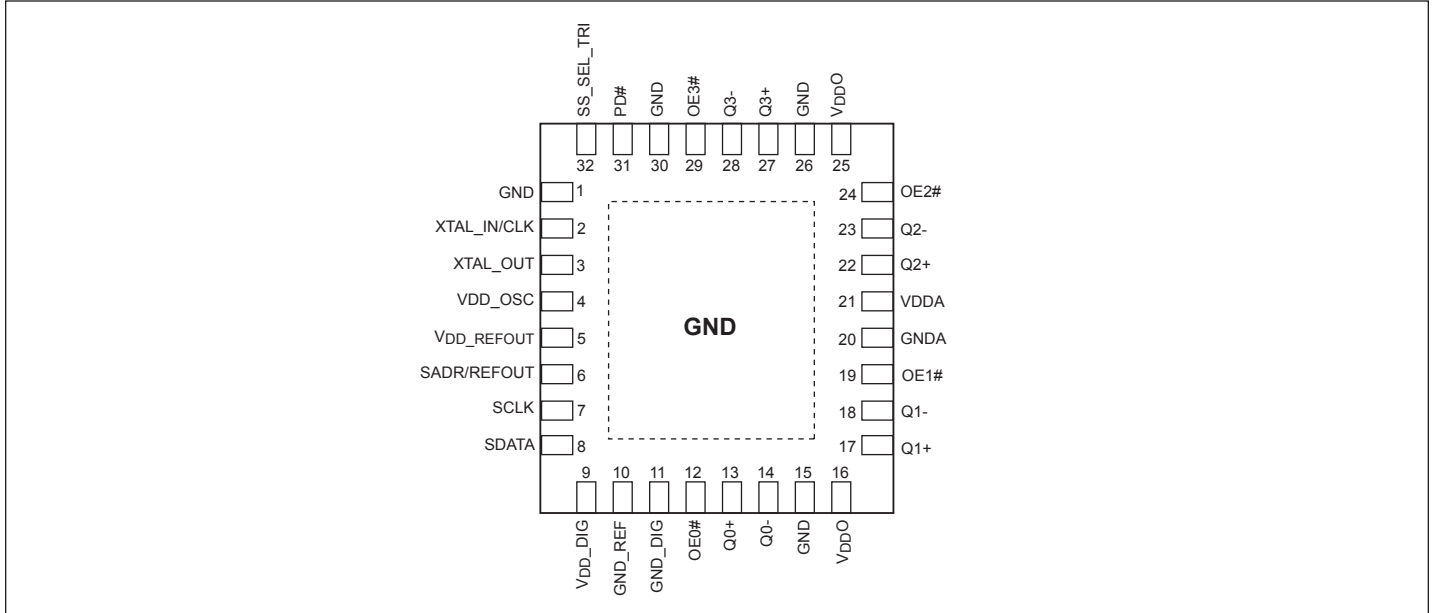 SS_SEL_TRI
PD#
GND
OE3#
Q3-
Q3+
GND
VDDO
32
31
30
29
28
27
26
25
GND 1
XTAL_IN/CLK 2
XTAL_OUT 3
VDD_OSC 4
VDD_REFOUT 5
SADR/REFOUT 6
SCLK 7
SDATA 8
GND
24 OE2#
23 Q2-
22 Q2+
21 VDDA
20 GNDA
19 OE1#
18 Q1-
17 Q1+
9
10
11
12
13
14
15
16
VDD_DIG
GND_REF
GND_DIG
OE0#
Q0+
Q0-
GND
VDDO